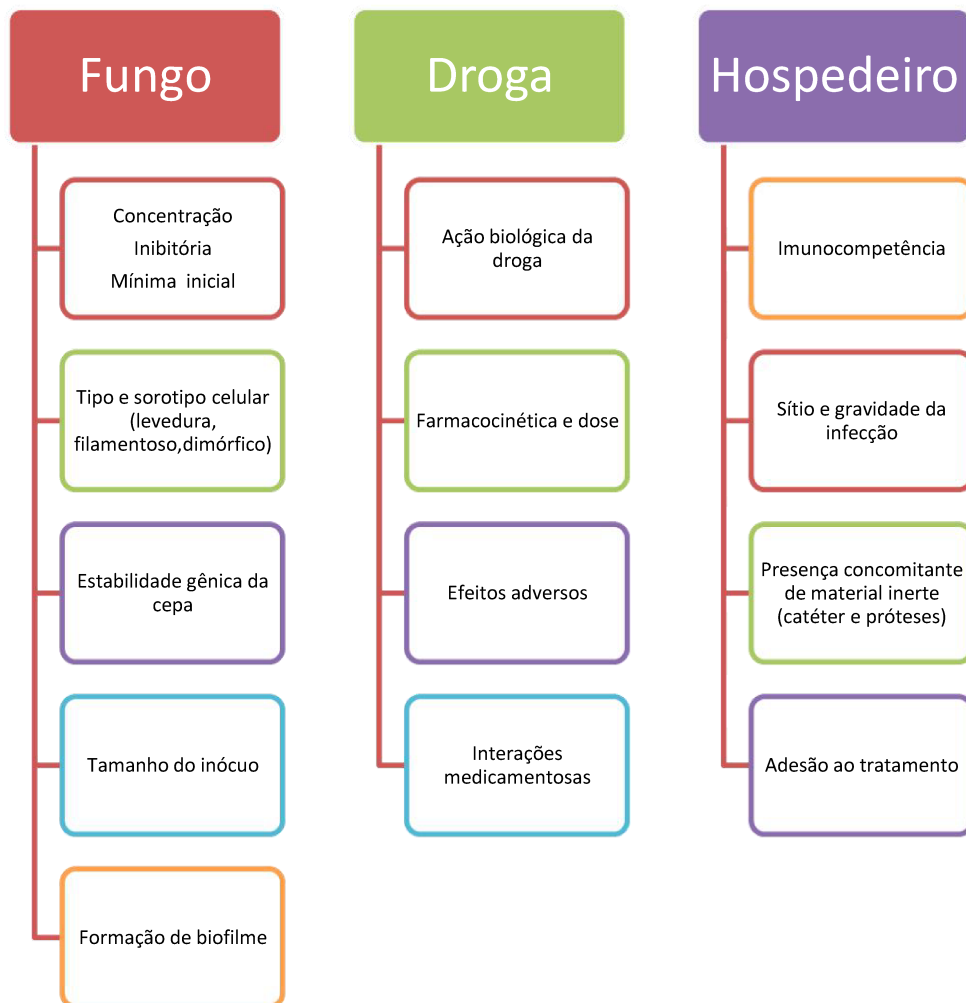 Fungo
Concentração
Inibitória
Mínima inicial
Tipo e sorotipo celular
(levedura,
filamentoso,dimórfico)
Estabilidade gênica da
cepa
Tamanho do inócuo
Formação de biofilme
Droga
Ação biológica da
droga
Farmacocinética e dose
Efeitos adversos
Interações
medicamentosas
Hospedeiro
Imunocompetência
Sítio e gravidade da
infecção
Presença concomitante
de material inerte
(catéter e próteses)
Adesão ao tratamento